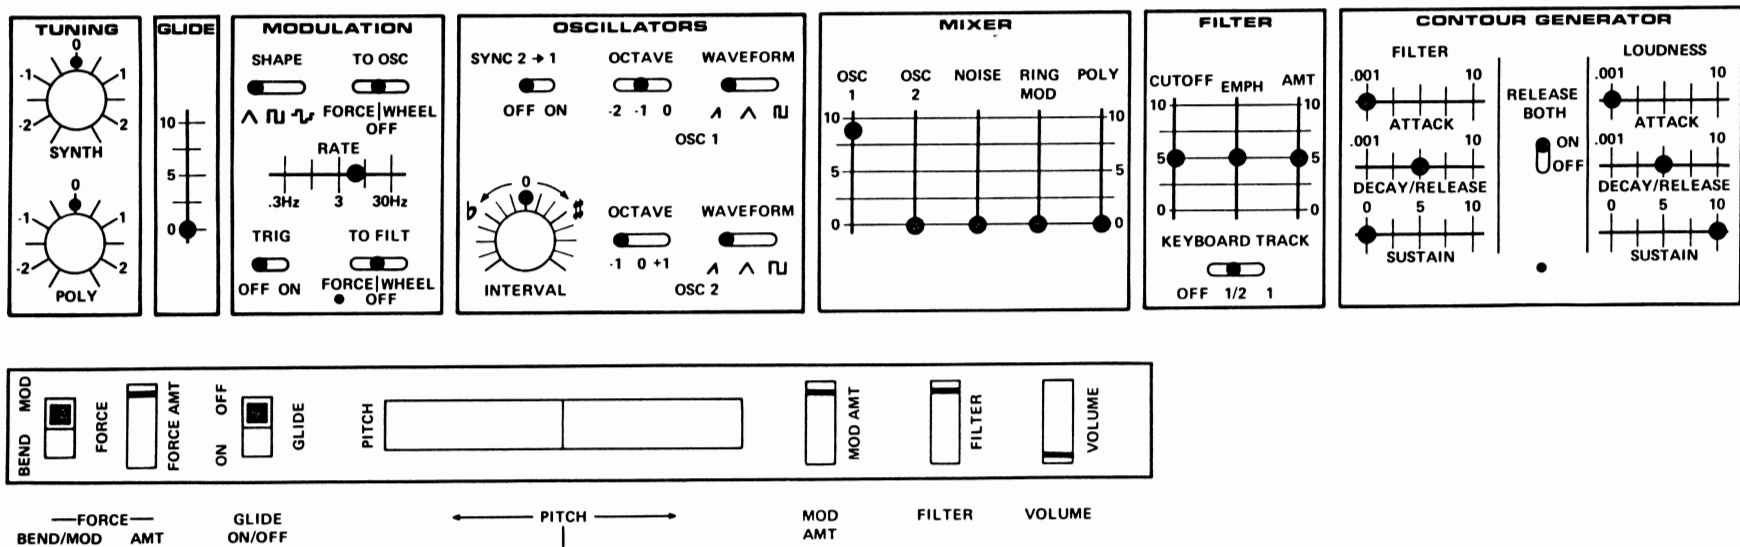 TUNING
0
-1 1
-2 2
SYNTH
0
-1 1
-2 2
POLY
GLIDE
10
5
0
MODULATION
SHAPE TO OSC
FORCE|WHEEL
OFF
RATE
.3Hz 3 30Hz
TRIG TO FILT
OFF ON FORCE|WHEEL
OFF
OSCILLATORS
SYNC 2 → 1 OCTAVE WAVEFORM
OFF ON -2 -1 0
OSC 1
♭ 0 ♯
OCTAVE WAVEFORM
-1 0 +1
INTERVAL OSC 2
MIXER
OSC 1 OSC 2 NOISE RING MOD POLY
10 10
5 5
0 0
FILTER
CUTOFF EMPH AMT
10 10
5 5
0 0
KEYBOARD TRACK
OFF 1/2 1
CONTOUR GENERATOR
FILTER
.001 10
ATTACK
.001 10
DECAY/RELEASE
0 5 10
SUSTAIN
RELEASE
BOTH
ON
OFF
LOUDNESS
.001 10
ATTACK
.001 10
DECAY/RELEASE
0 5 10
SUSTAIN
BEND MOD
FORCE
FORCE AMT
ON OFF
GLIDE
PITCH
MOD AMT
FILTER
VOLUME
—FORCE—
BEND/MOD AMT
GLIDE
ON/OFF
← PITCH →
MOD
AMT
FILTER
VOLUME